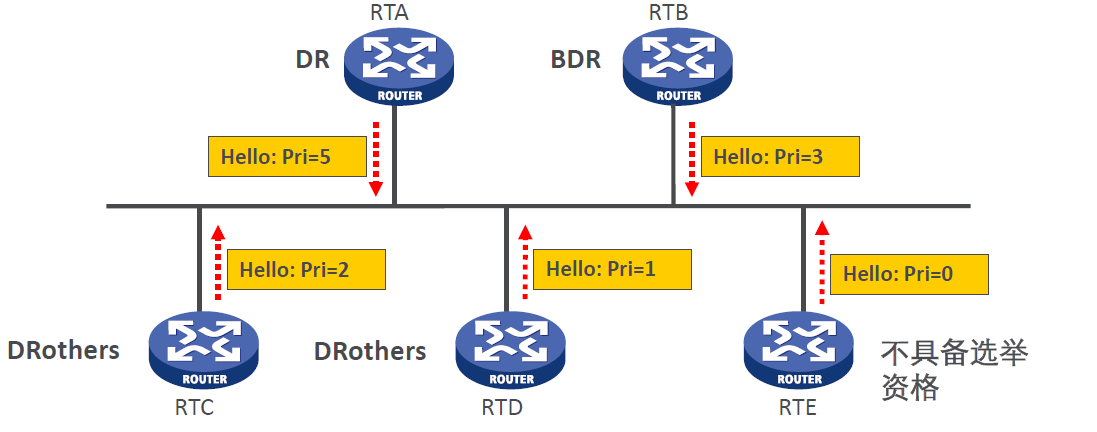 RTA
RTB
DR
BDR
ROUTER
ROUTER
Hello: Pri=5
Hello: Pri=3
Hello: Pri=2
Hello: Pri=1
Hello: Pri=0
DRothers
DRothers
不具备选举
资格
ROUTER
ROUTER
ROUTER
RTC
RTD
RTE